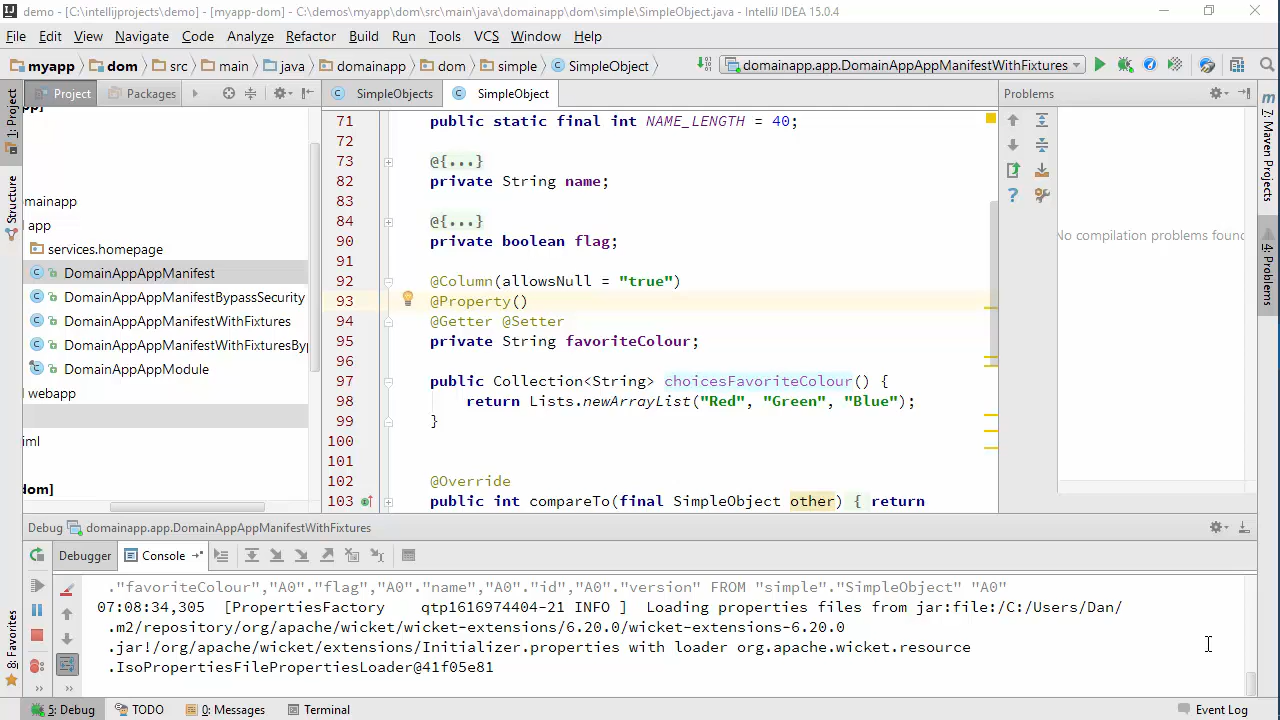 demo - [C:\intellijprojects\demo] - [myapp-dom] - C:\demos\myapp\dom\src\main\java\domainapp\dom\simple\SimpleObject.java - IntelliJ IDEA 15.0.4
File Edit View Navigate Code Analyze Refactor Build Run Tools VCS Window Help
myapp dom src main java domainapp dom simple SimpleObject domainapp.app.DomainAppAppManifestWithFixtures
1: Project Project Packages SimpleObjects SimpleObject Problems
71 public static final int NAME_LENGTH = 40;
72
73 @{...}
82 private String name;
83
84 @{...}
90 private boolean flag;
91
92 @Column(allowsNull = "true")
93 @Property()
94 @Getter @Setter
95 private String favoriteColour;
96
97 public Collection<String> choicesFavoriteColour() {
98 return Lists.newArrayList("Red", "Green", "Blue");
99 }
100
101
102 @Override
103 public int compareTo(final SimpleObject other) { return
omainapp
app
services.homepage
DomainAppAppManifest
DomainAppAppManifestBypassSecurity
DomainAppAppManifestWithFixtures
DomainAppAppManifestWithFixturesByp
DomainAppAppModule
webapp
ml
dom]
Structure
No compilation problems found
Maven Projects
4: Problems
Debug domainapp.app.DomainAppAppManifestWithFixtures
Debugger Console
."favoriteColour","A0"."flag","A0"."name","A0"."id","A0"."version" FROM "simple"."SimpleObject" "A0"
07:08:34,305 [PropertiesFactory qtp1616974404-21 INFO ] Loading properties files from jar:file:/C:/Users/Dan/
.m2/repository/org/apache/wicket/wicket-extensions/6.20.0/wicket-extensions-6.20.0
.jar!/org/apache/wicket/extensions/Initializer.properties with loader org.apache.wicket.resource
.IsoPropertiesFilePropertiesLoader@41f05e81
8: Favorites
5: Debug TODO 0: Messages Terminal Event Log